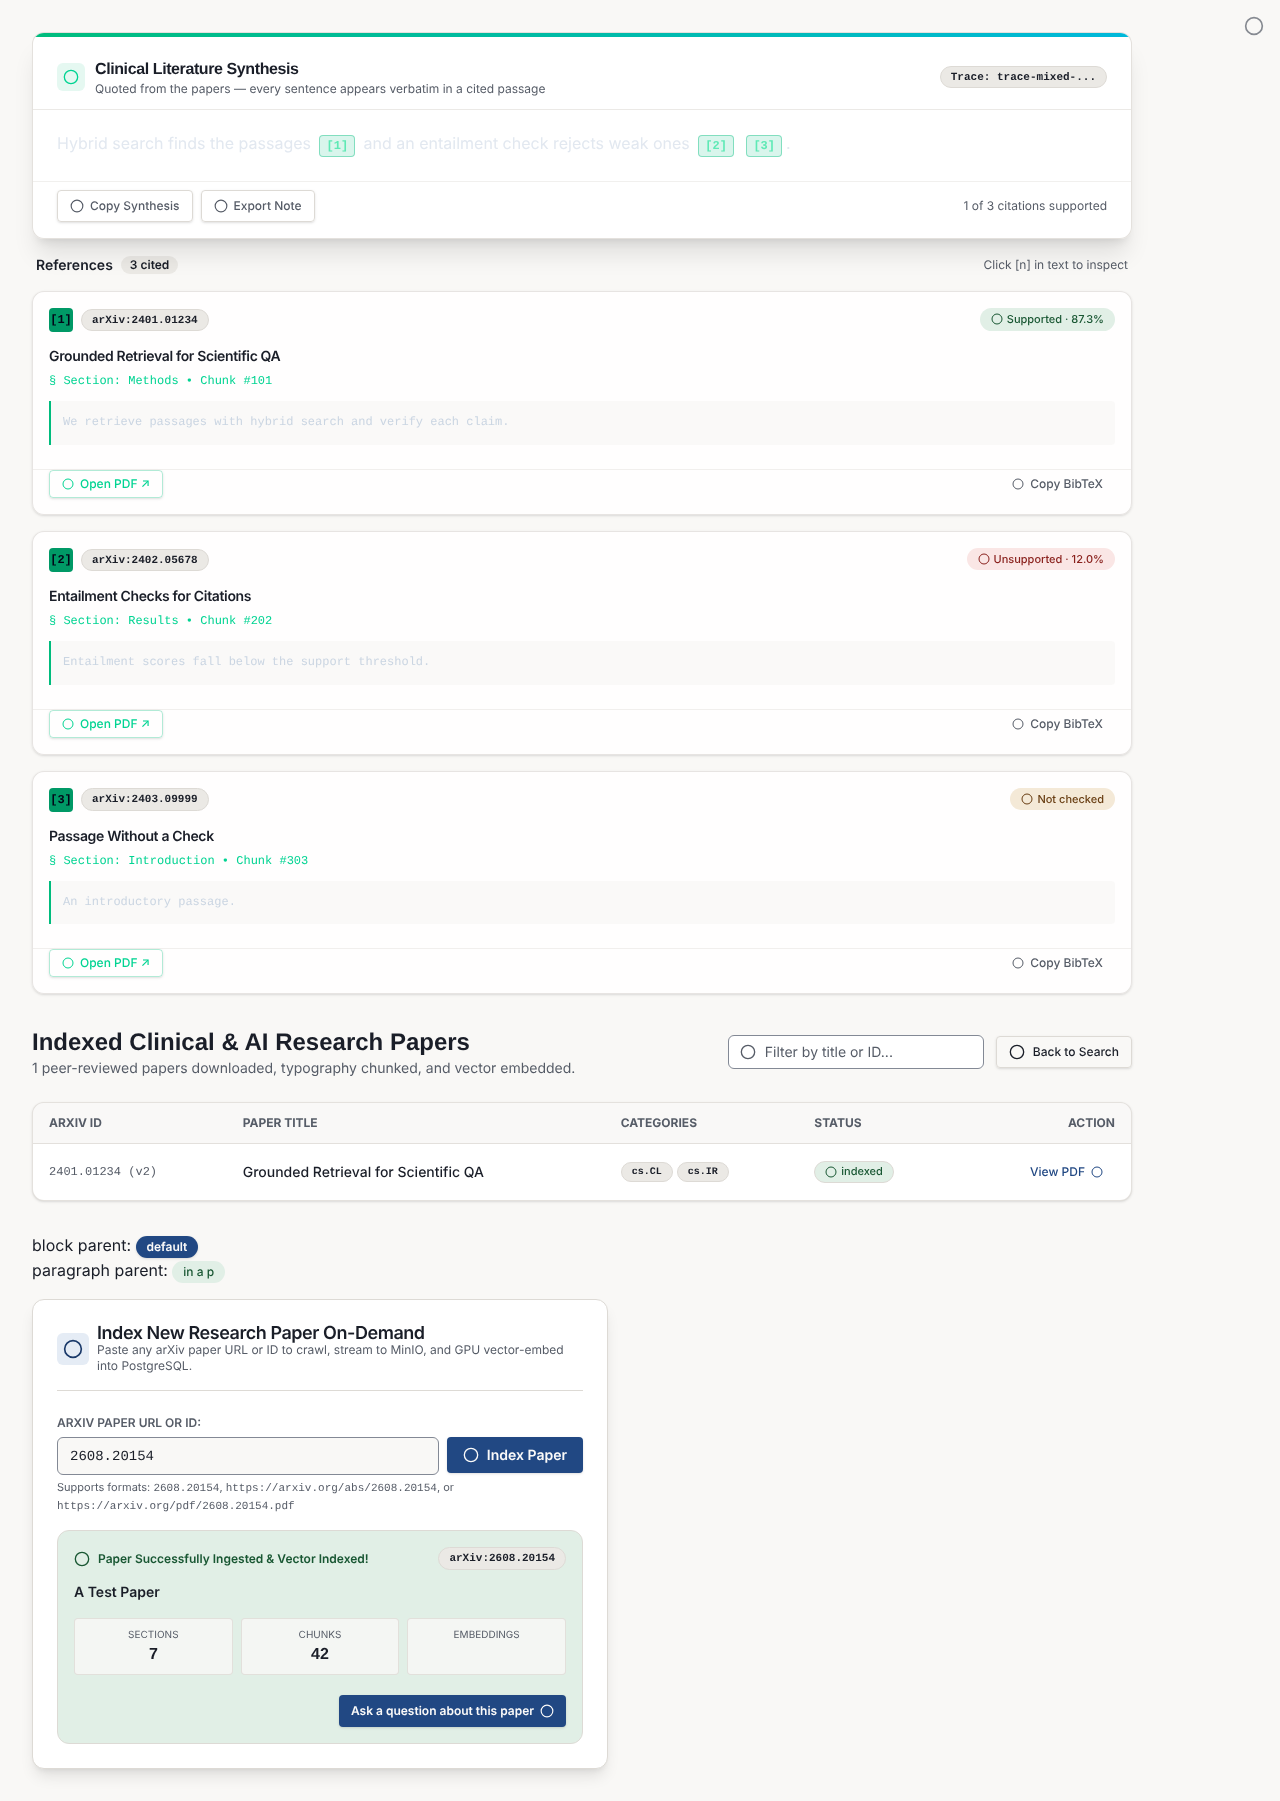 Clinical Literature Synthesis
Quoted from the papers — every sentence appears verbatim in a cited passage
Trace: trace-mixed-...
Hybrid search finds the passages [1] and an entailment check rejects weak ones [2] [3] .
Copy Synthesis
Export Note
1 of 3 citations supported
References
3 cited
Click [n] in text to inspect
[1] arXiv:2401.01234
Supported · 87.3%
Grounded Retrieval for Scientific QA
§ Section: Methods • Chunk #101
We retrieve passages with hybrid search and verify each claim.
Open PDF ↗
Copy BibTeX
[2] arXiv:2402.05678
Unsupported · 12.0%
Entailment Checks for Citations
§ Section: Results • Chunk #202
Entailment scores fall below the support threshold.
Open PDF ↗
Copy BibTeX
[3] arXiv:2403.09999
Not checked
Passage Without a Check
§ Section: Introduction • Chunk #303
An introductory passage.
Open PDF ↗
Copy BibTeX
Indexed Clinical & AI Research Papers
1 peer-reviewed papers downloaded, typography chunked, and vector embedded.
Filter by title or ID...
Back to Search
ARXIV ID PAPER TITLE CATEGORIES STATUS ACTION
2401.01234 (v2) Grounded Retrieval for Scientific QA cs.CL cs.IR indexed View PDF
block parent: default
paragraph parent: in a p
Index New Research Paper On-Demand
Paste any arXiv paper URL or ID to crawl, stream to MinIO, and GPU vector-embed
into PostgreSQL.
ARXIV PAPER URL OR ID:
2608.20154
Index Paper
Supports formats: 2608.20154, https://arxiv.org/abs/2608.20154, or
https://arxiv.org/pdf/2608.20154.pdf
Paper Successfully Ingested & Vector Indexed!
arXiv:2608.20154
A Test Paper
SECTIONS CHUNKS EMBEDDINGS
7 42
Ask a question about this paper